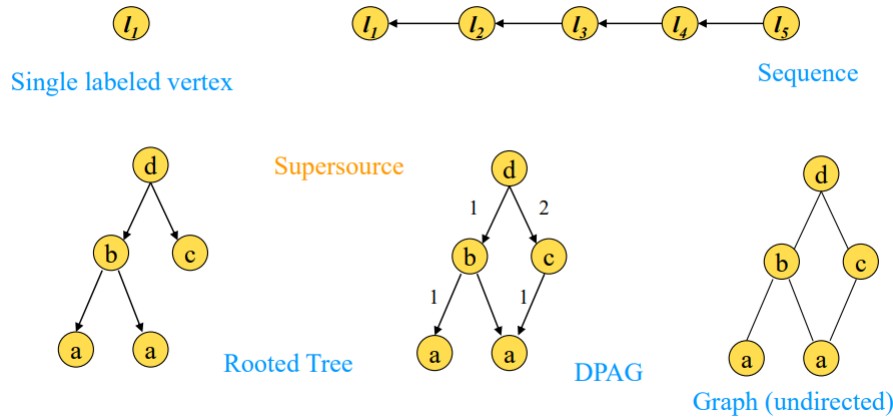 l1
l1 l2 l3 l4 l5
Single labeled vertex
Sequence
d
Supersource
d
d
1 2
b c
b c
b c
1 1
a a
a a
a a
Rooted Tree
DPAG
Graph (undirected)